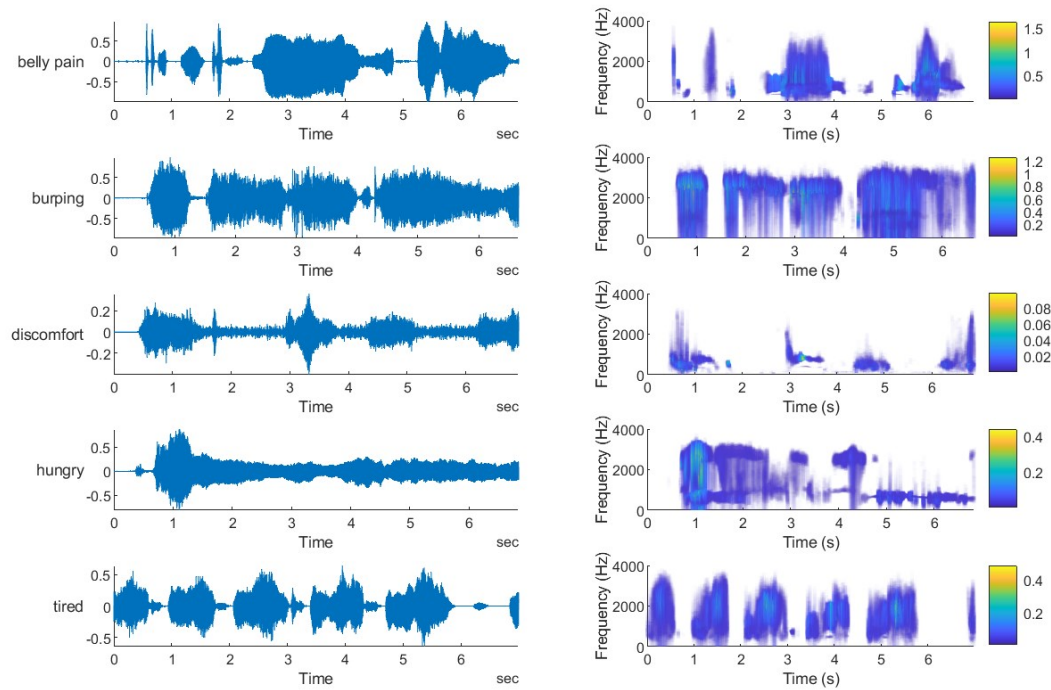 belly pain
0.5
0
-0.5
0 1 2 3 4 5 6
Time
sec
Frequency (Hz)
4000
2000
0
0 1 2 3 4 5 6
Time (s)
1.5
1
0.5
burping
0.5
0
-0.5
0 1 2 3 4 5 6
Time
sec
Frequency (Hz)
4000
2000
0
0 1 2 3 4 5 6
Time (s)
1.2
1
0.8
0.6
0.4
0.2
discomfort
0.2
0
-0.2
0 1 2 3 4 5 6
Time
sec
Frequency (Hz)
4000
2000
0
0 1 2 3 4 5 6
Time (s)
0.08
0.06
0.04
0.02
hungry
0.5
0
-0.5
0 1 2 3 4 5 6
Time
sec
Frequency (Hz)
4000
2000
0
0 1 2 3 4 5 6
Time (s)
0.4
0.2
tired
0.5
0
-0.5
0 1 2 3 4 5 6
Time
sec
Frequency (Hz)
4000
2000
0
0 1 2 3 4 5 6
Time (s)
0.4
0.2